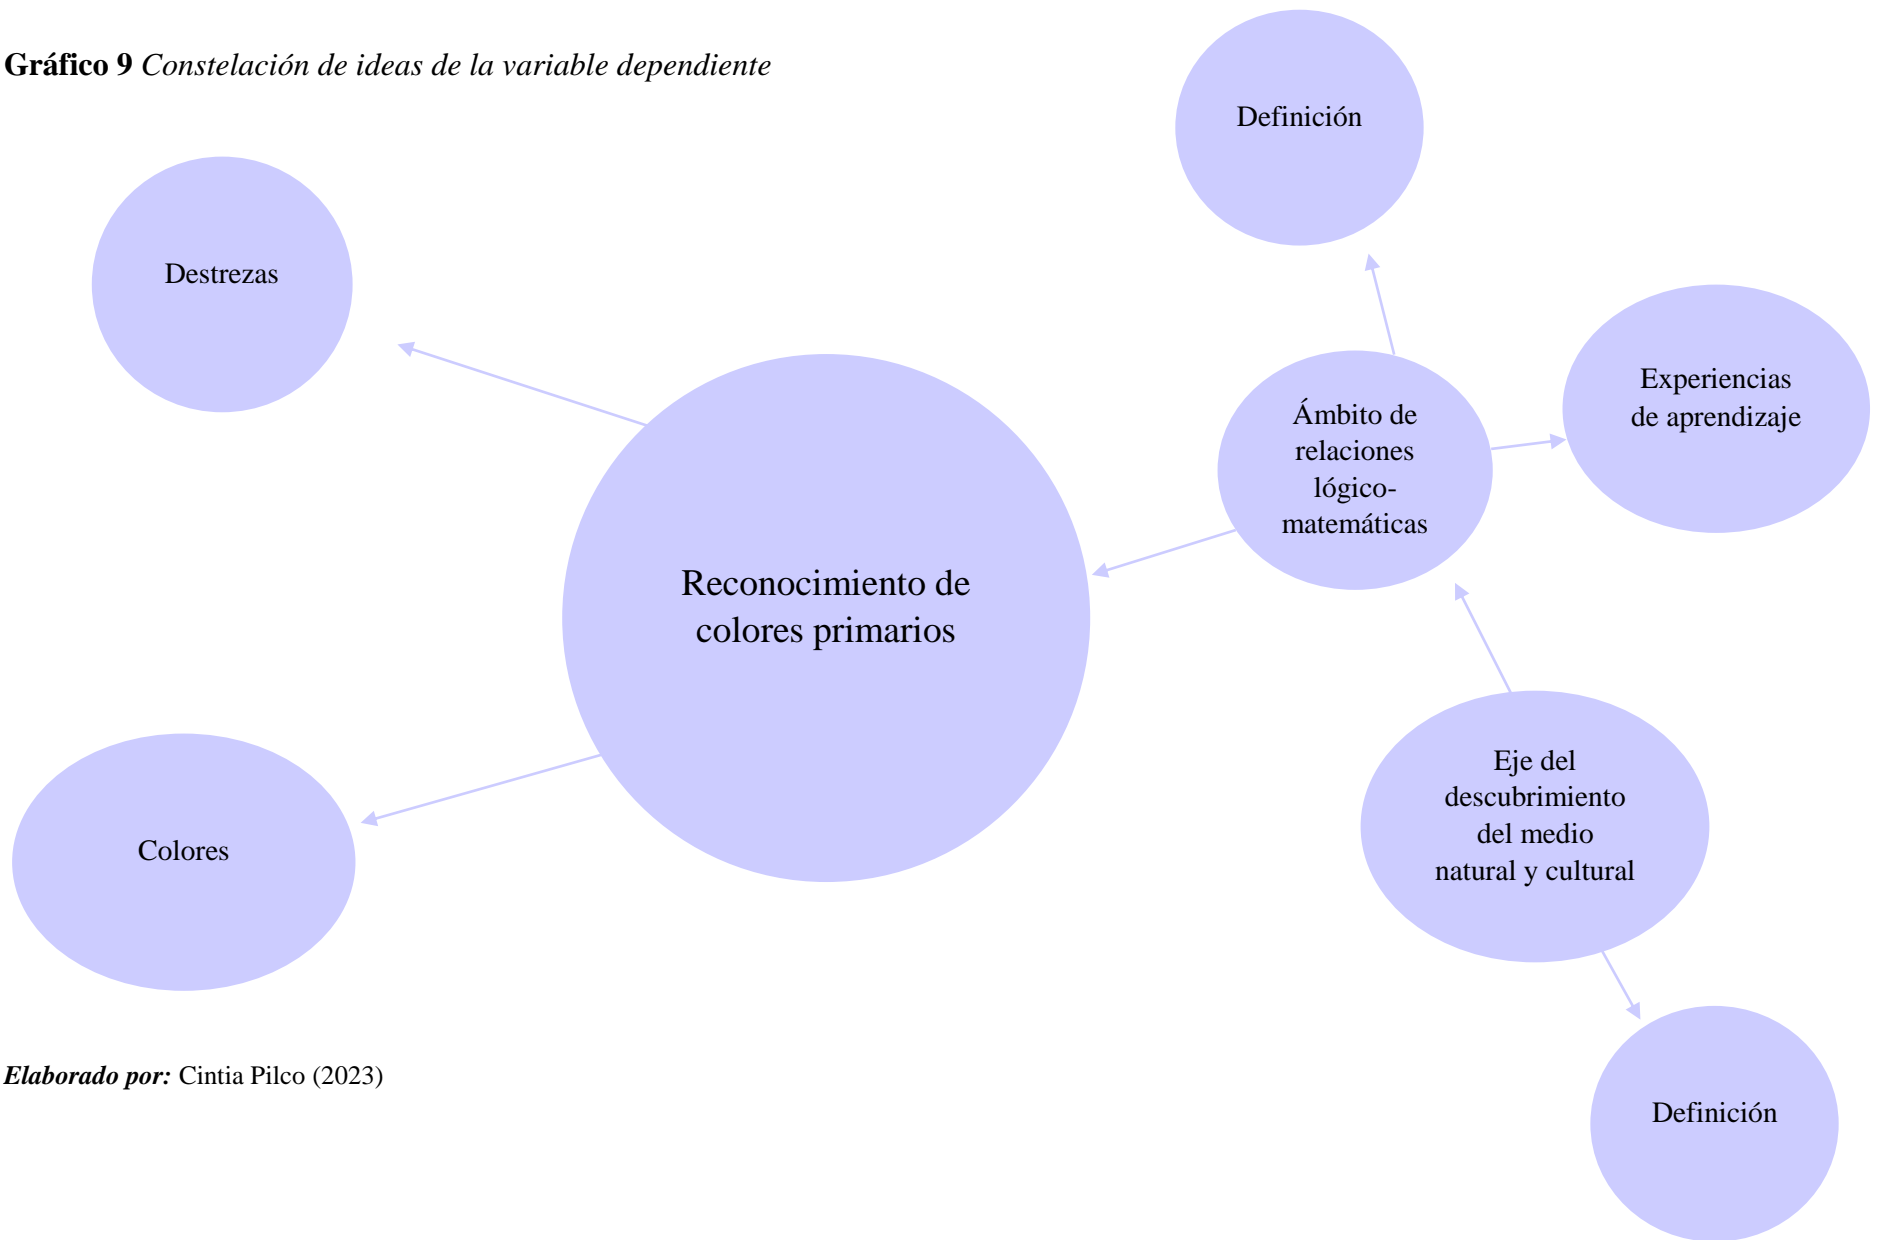 Gráfico 9 Constelación de ideas de la variable dependiente
Definición
Destrezas
Experiencias
de aprendizaje
Ámbito de
relaciones
lógico-
matemáticas
Reconocimiento de
colores primarios
Eje del
descubrimiento
del medio
natural y cultural
Colores
Elaborado por: Cintia Pilco (2023)
Definición